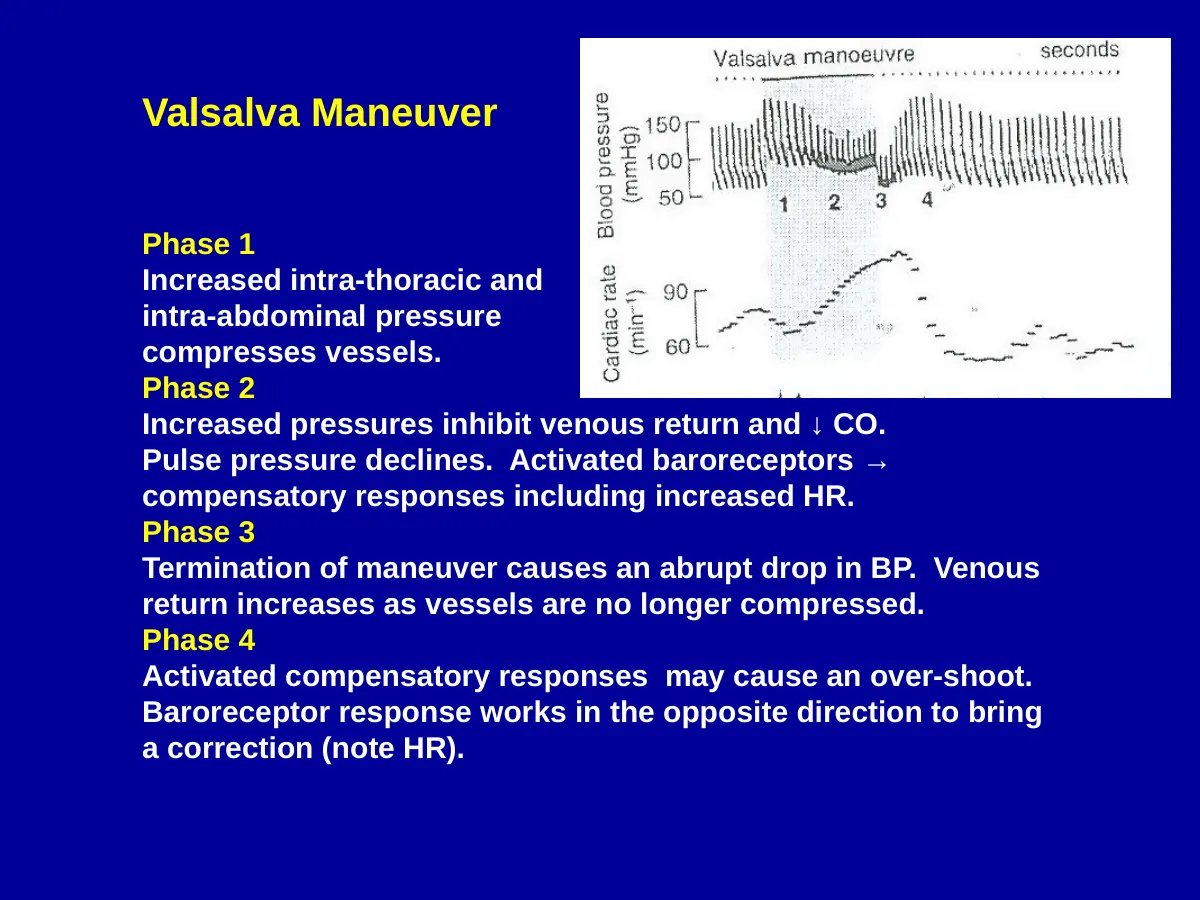 Valsalva Maneuver
Valsalva manoeuvre seconds
Blood pressure
(mmHg)
150
100
50
1 2 3 4
Cardiac rate
(min⁻¹)
90
60
Phase 1
Increased intra-thoracic and
intra-abdominal pressure
compresses vessels.
Phase 2
Increased pressures inhibit venous return and ↓ CO.
Pulse pressure declines.  Activated baroreceptors →
compensatory responses including increased HR.
Phase 3
Termination of maneuver causes an abrupt drop in BP.  Venous
return increases as vessels are no longer compressed.
Phase 4
Activated compensatory responses  may cause an over-shoot.
Baroreceptor response works in the opposite direction to bring
a correction (note HR).